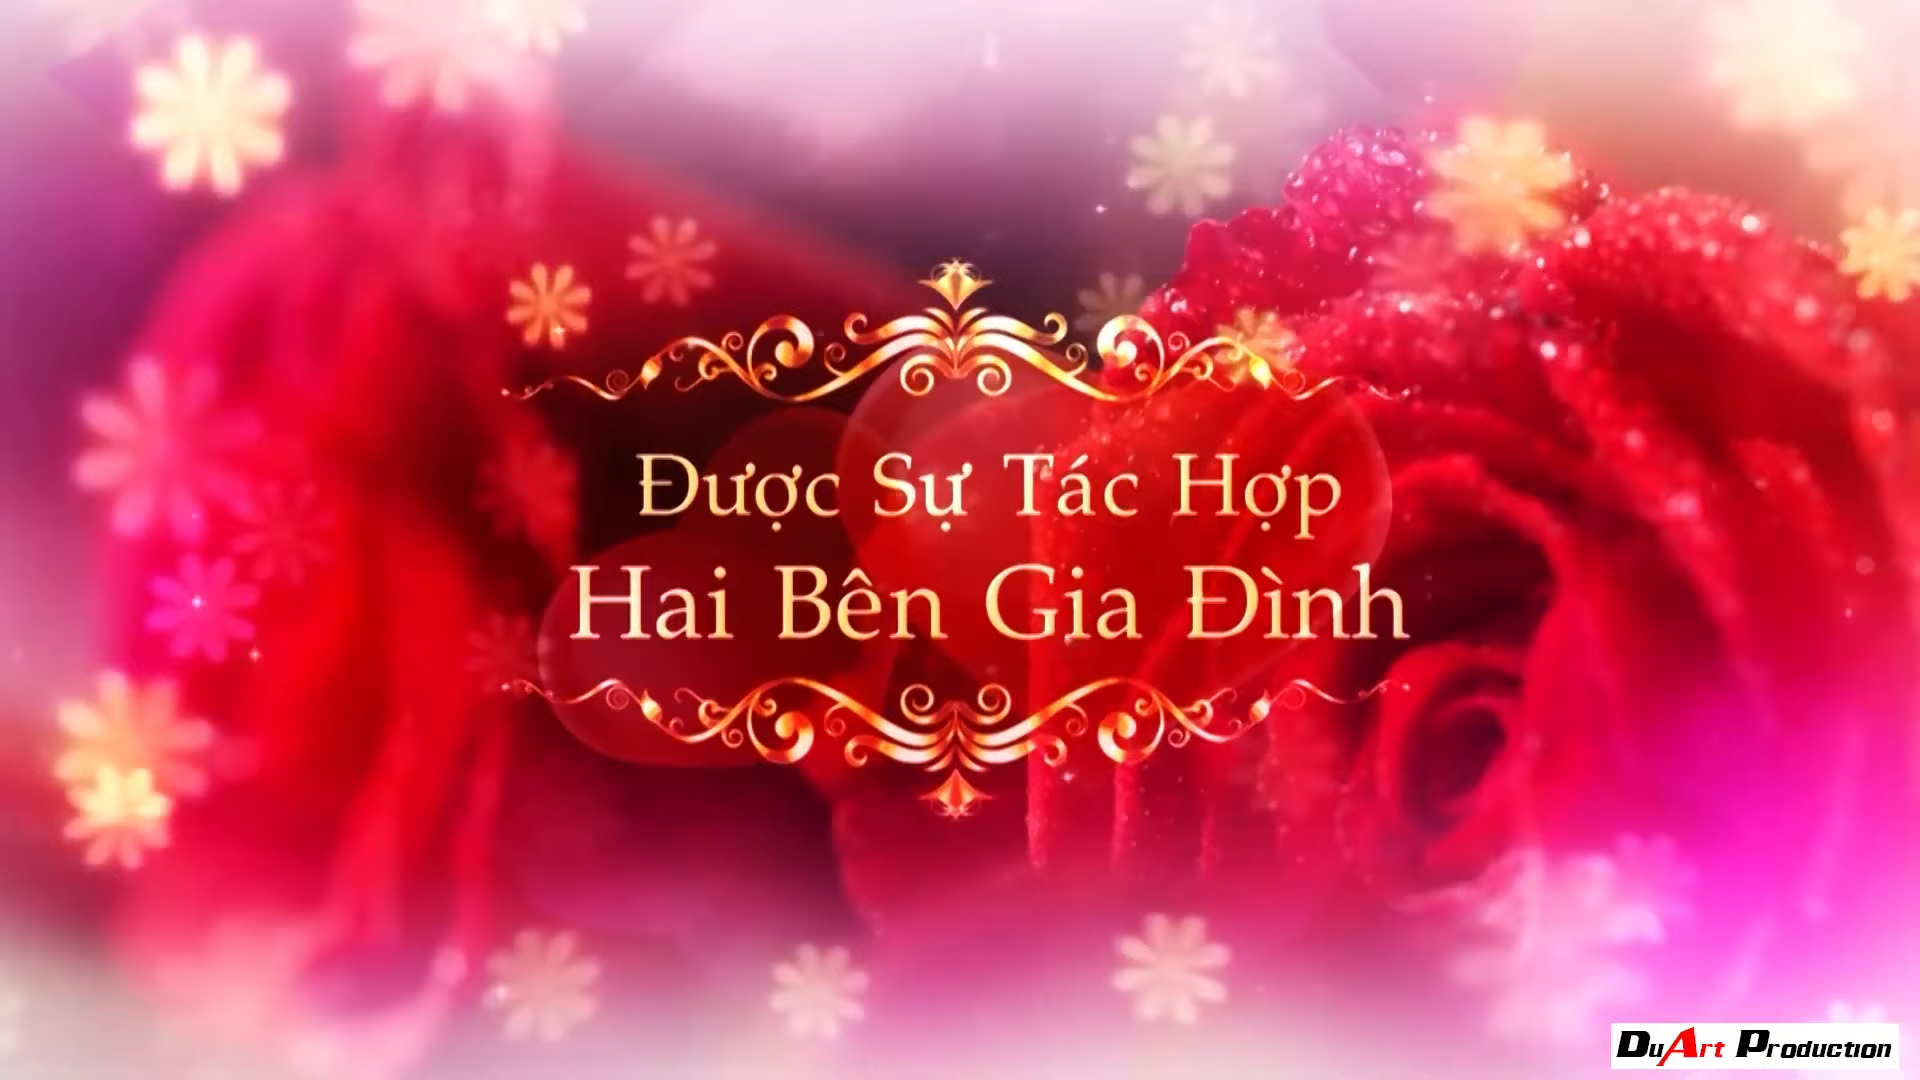 Được Sự Tác Hợp
Hai Bên Gia Đình
DuArt Production